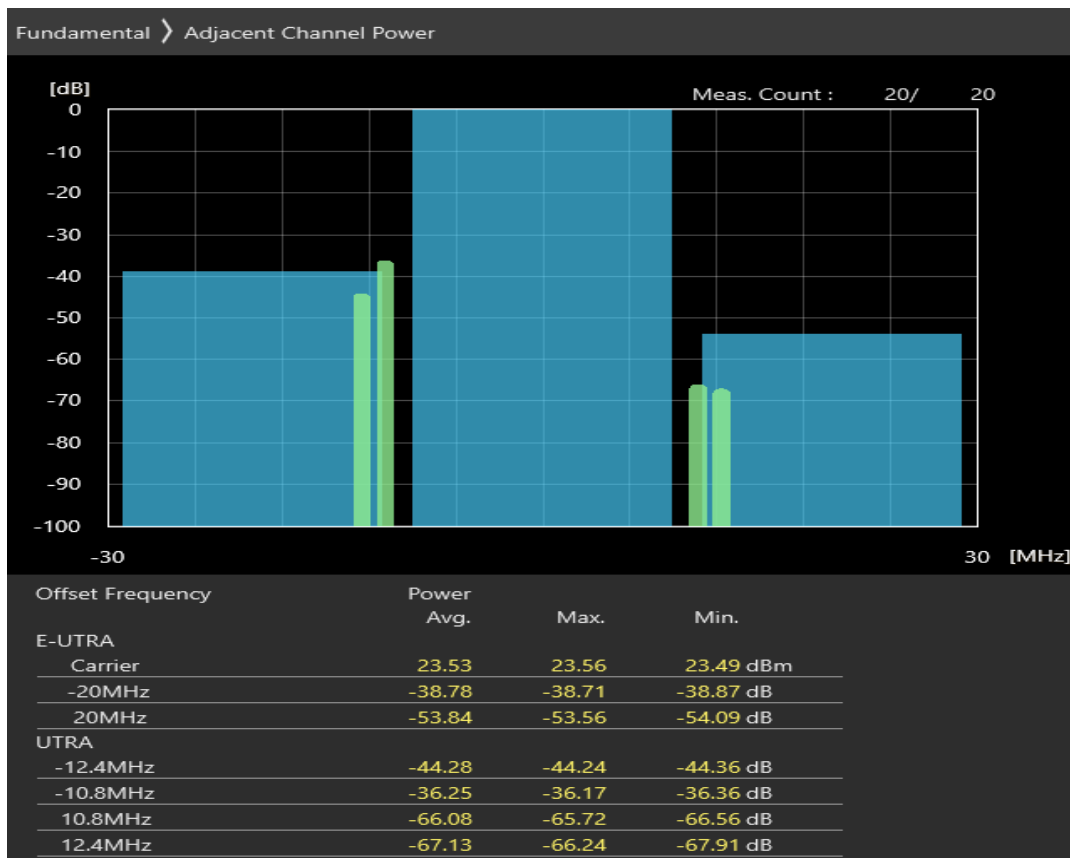 Fundamental 〉 Adjacent Channel Power
[dB]
Meas. Count : 20/ 20
0
-10
-20
-30
-40
-50
-60
-70
-80
-90
-100
-30 30 [MHz]
Offset Frequency Power
Avg. Max. Min.
E-UTRA
Carrier 23.53 23.56 23.49 dBm
-20MHz -38.78 -38.71 -38.87 dB
20MHz -53.84 -53.56 -54.09 dB
UTRA
-12.4MHz -44.28 -44.24 -44.36 dB
-10.8MHz -36.25 -36.17 -36.36 dB
10.8MHz -66.08 -65.72 -66.56 dB
12.4MHz -67.13 -66.24 -67.91 dB